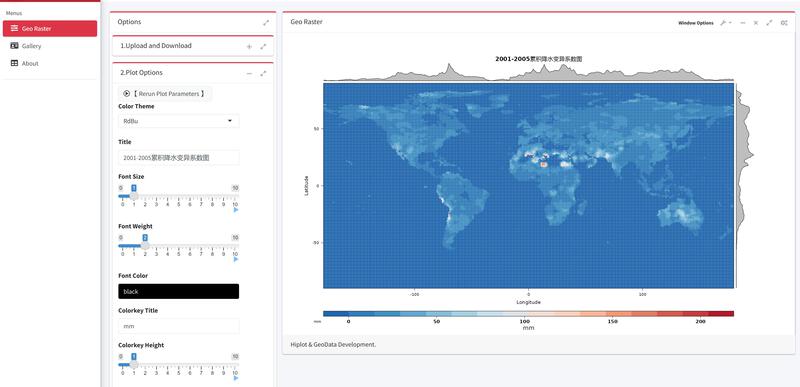 Menus
Geo Raster
Gallery
About
Options
1.Upload and Download
2.Plot Options
【 Rerun Plot Parameters 】
Color Theme
RdBu
Title
2001-2005累积降水变异系数图
Font Size
0 1 10
0 1 2 3 4 5 6 7 8 9 10
Font Weight
0 2 10
0 1 2 3 4 5 6 7 8 9 10
Font Color
black
Colorkey Title
mm
Colorkey Height
0 1 10
0 1 2 3 4 5 6 7 8 9 10
Geo Raster
Window Options
2001-2005累积降水变异系数图
Latitude
50
0
-50
-100 0 100
Longitude
mm 0 50 100 150 200
mm
Hiplot & GeoData Development.